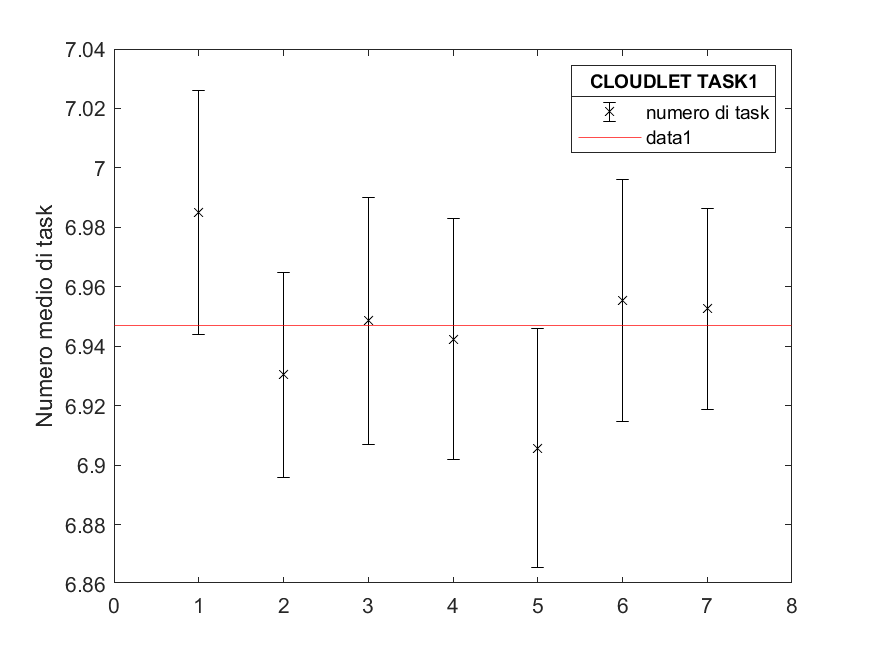 7.04
7.02
7
6.98
6.96
6.94
6.92
6.9
6.88
6.86
Numero medio di task
CLOUDLET TASK1
numero di task
data1
0 1 2 3 4 5 6 7 8